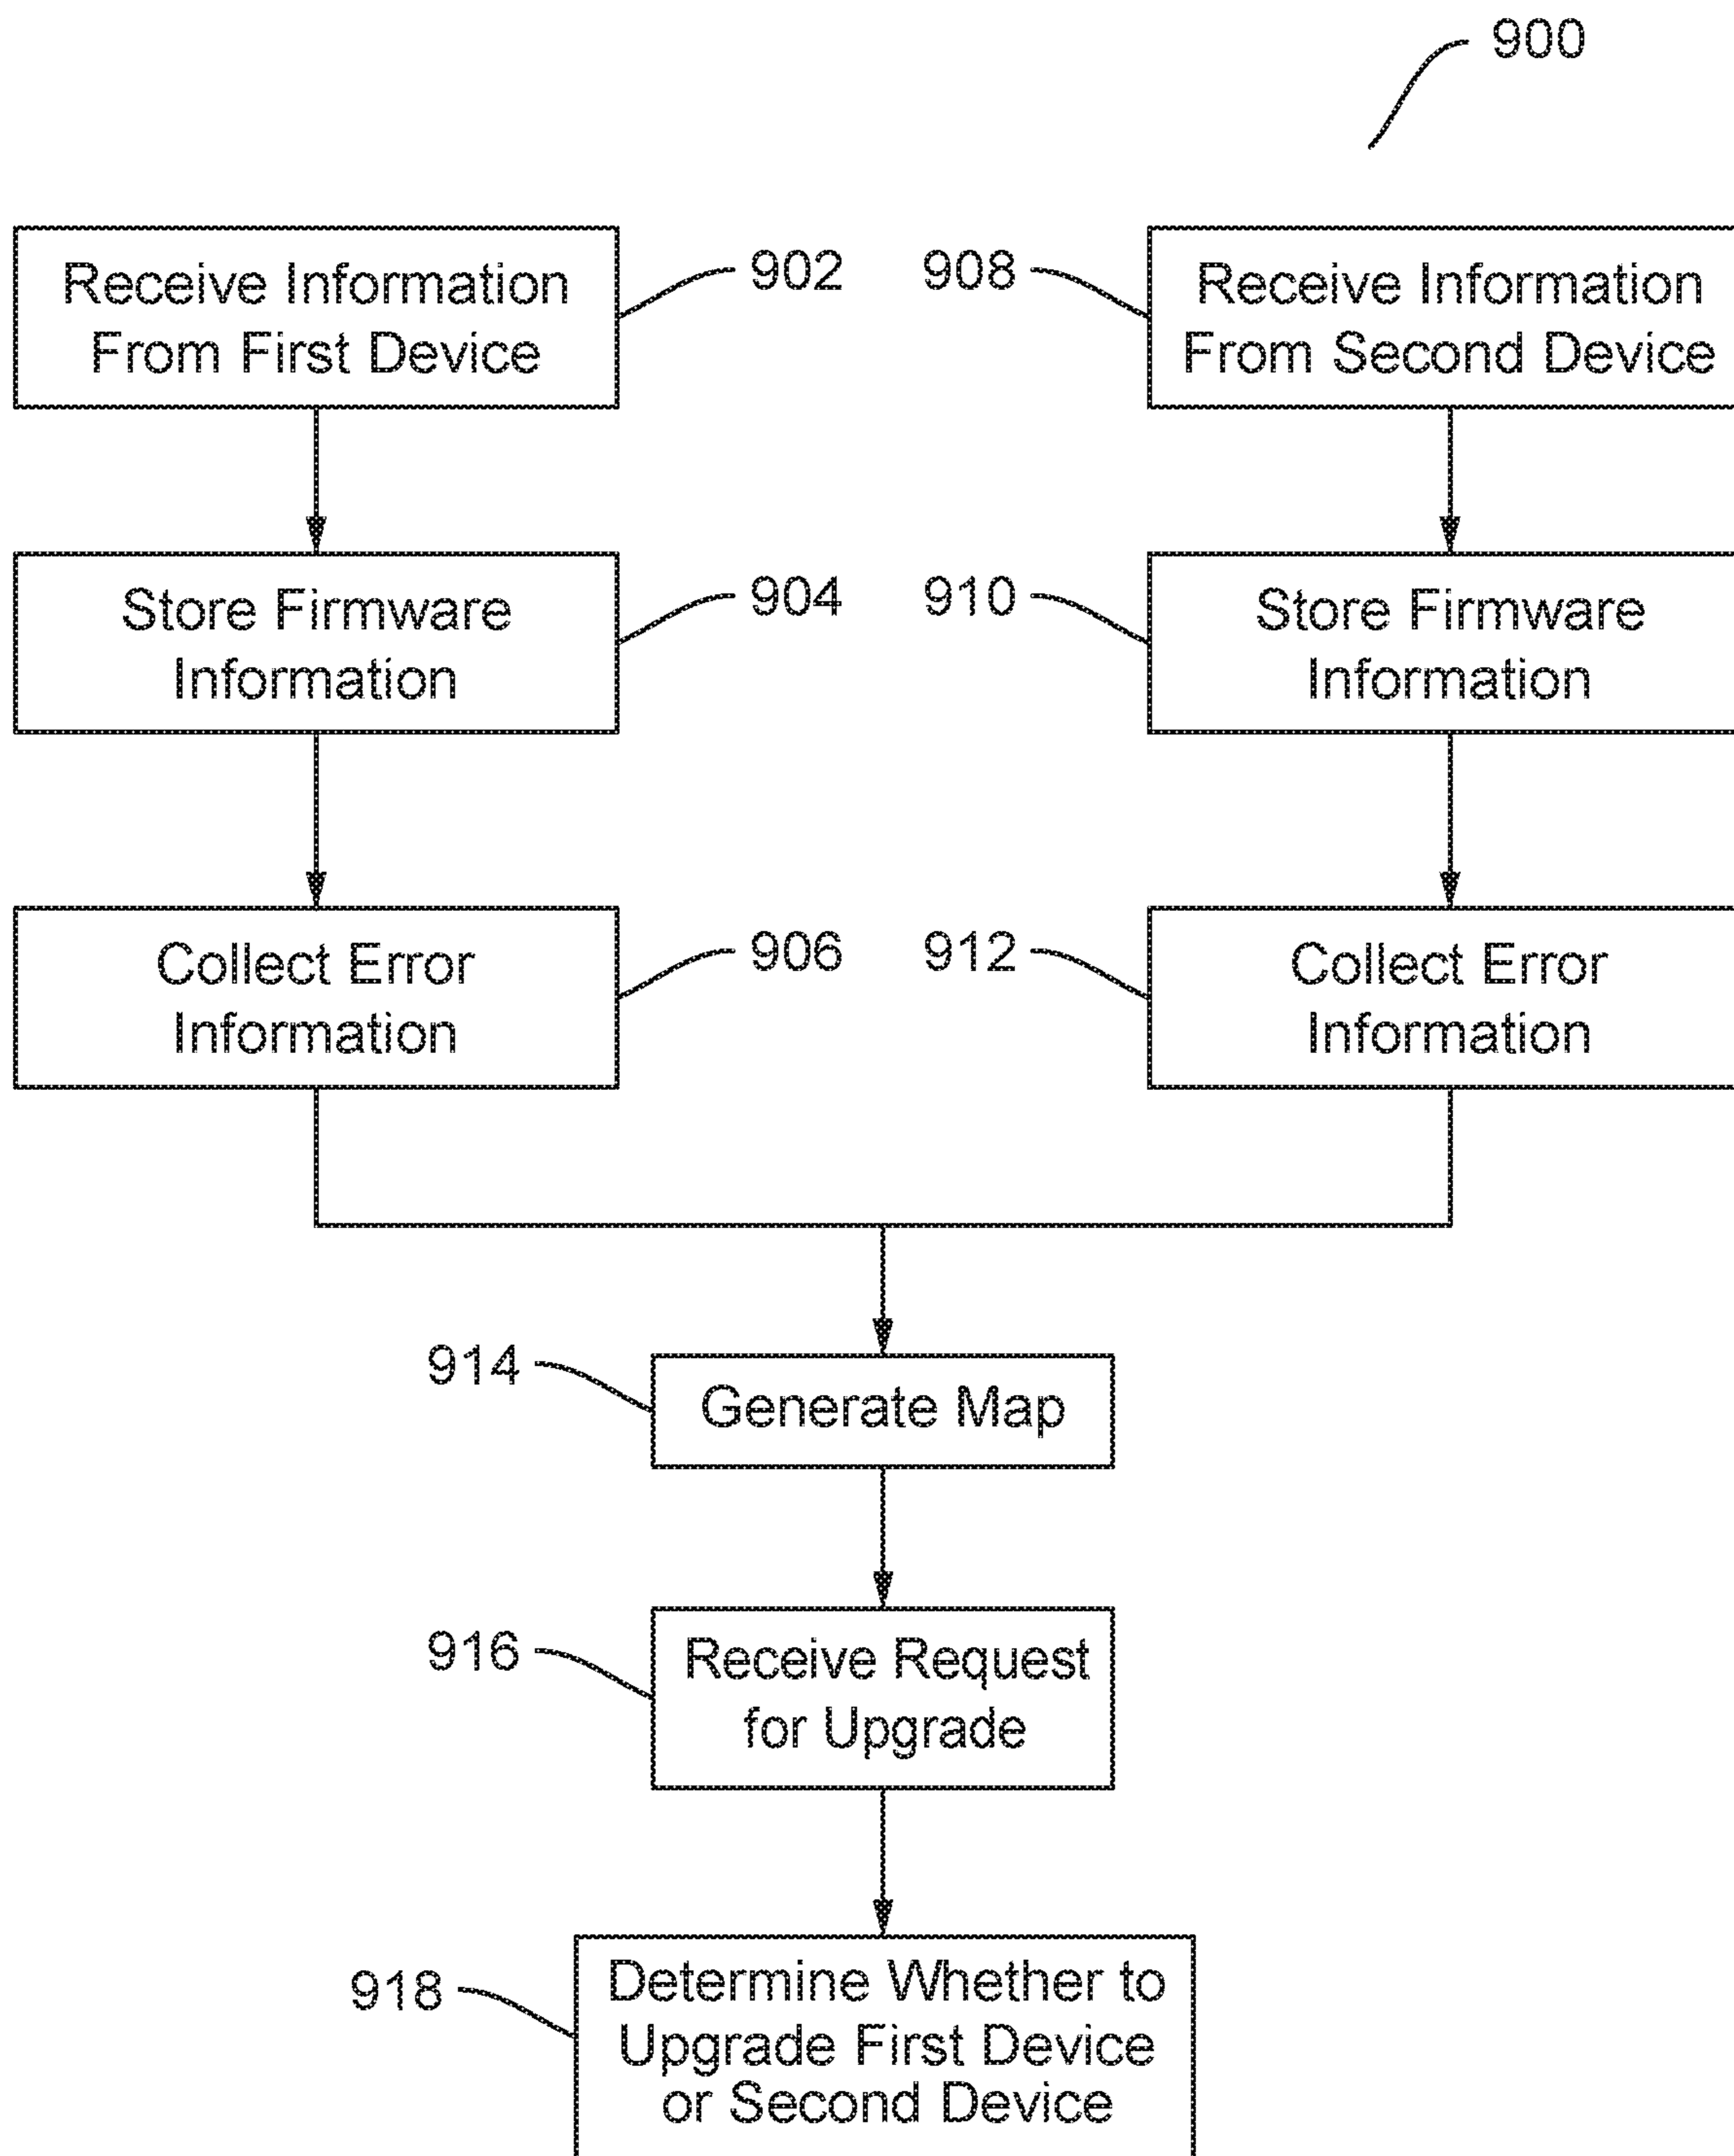 900
Receive Information
From First Device
902
908
Receive Information
From Second Device
Store Firmware
Information
904
910
Store Firmware
Information
Collect Error
Information
906
912
Collect Error
Information
914
Generate Map
916
Receive Request
for Upgrade
918
Determine Whether to
Upgrade First Device
or Second Device